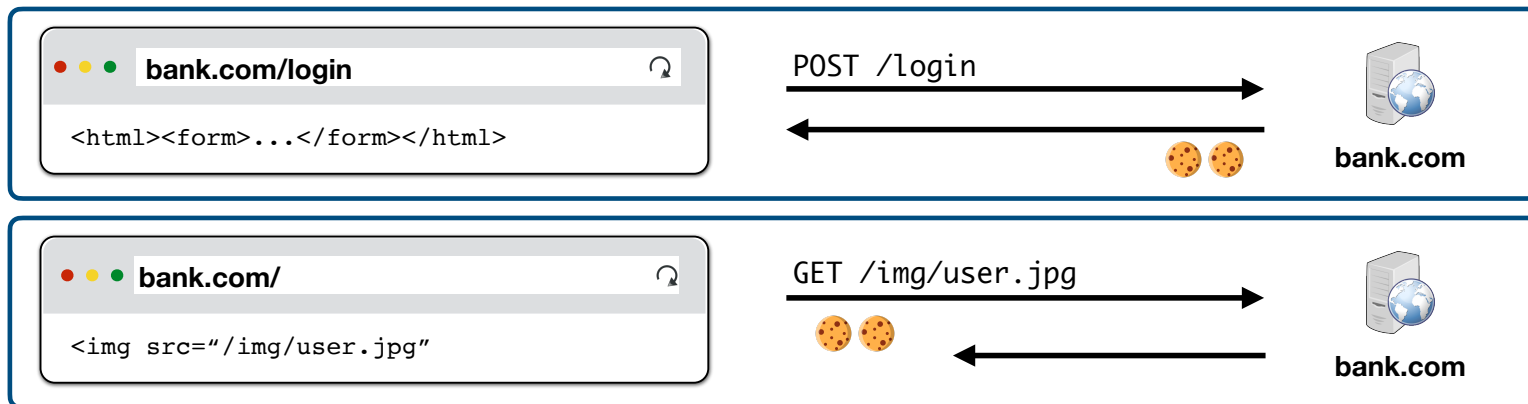 bank.com/login
POST /login
<html><form>...</form></html>
bank.com
bank.com/
GET /img/user.jpg
<img src=“/img/user.jpg”
bank.com